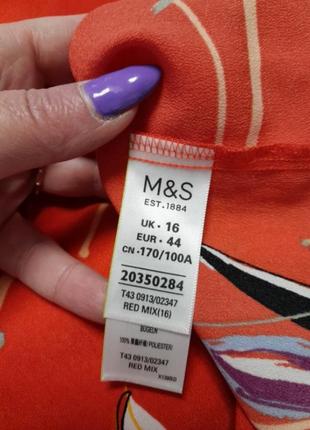 M&S
EST. 1884
UK · 16
EUR · 44
CN · 170/100A
20350284
T43 0913/02347
RED MIX(16)
BÜGELN
100% POLYESTER
T43 0913/02347
RED MIX